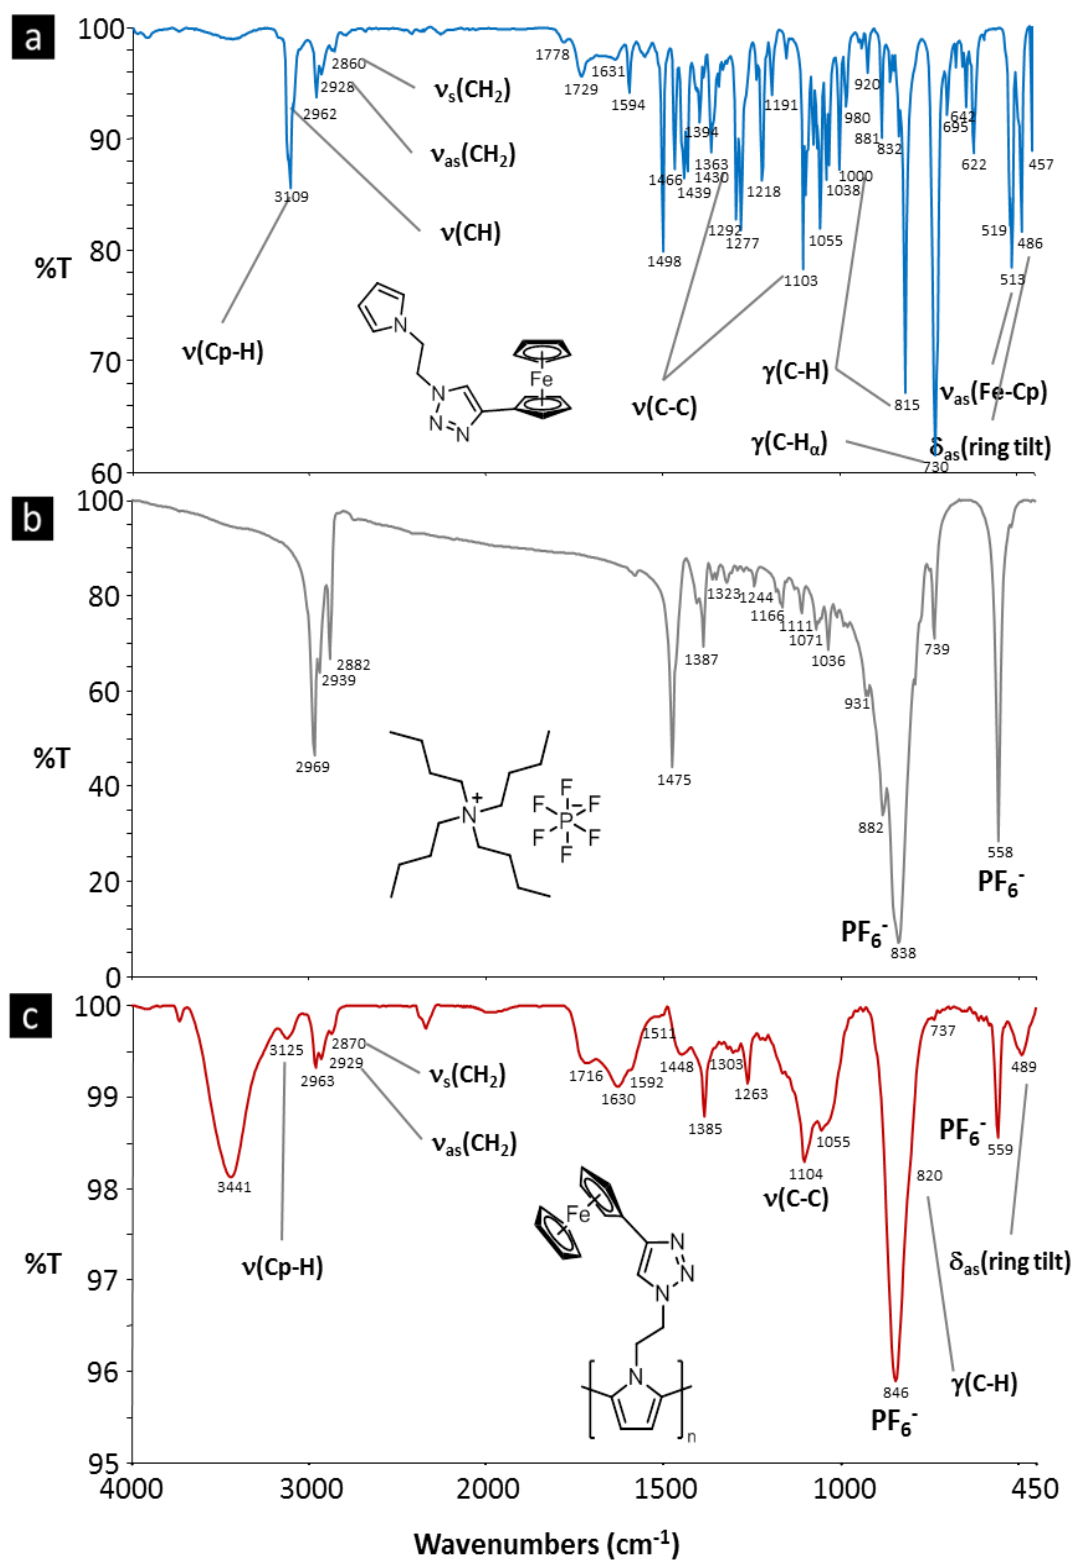 a
100
90
80
%T
70
60
2860
2928
2962
3109
νs(CH2)
νas(CH2)
ν(CH)
ν(Cp-H)
1778
1729
1631
1594
1498
1466
1439
1430
1394
1363
1292
1277
1218
1191
1103
1055
1038
1000
980
920
881
832
815
730
695
642
622
519
513
486
457
ν(C-C)
γ(C-H)
γ(C-Hα)
νas(Fe-Cp)
δas(ring tilt)
N
N
N
N
Fe
b
100
80
60
%T
40
20
0
2969
2939
2882
1475
1387
1323
1244
1166
1111
1071
1036
931
882
838
739
558
PF6-
PF6-
N+
F
F
F
P
F
F
F
–
c
100
99
98
%T
97
96
95
3441
3125
2963
2929
2870
νs(CH2)
νas(CH2)
ν(Cp-H)
1716
1630
1592
1511
1448
1385
1303
1263
1104
1055
ν(C-C)
846
PF6-
820
γ(C-H)
737
559
PF6-
489
δas(ring tilt)
Fe
N
N
N
N
n
4000
3000
2000
1500
1000
450
Wavenumbers (cm-1)